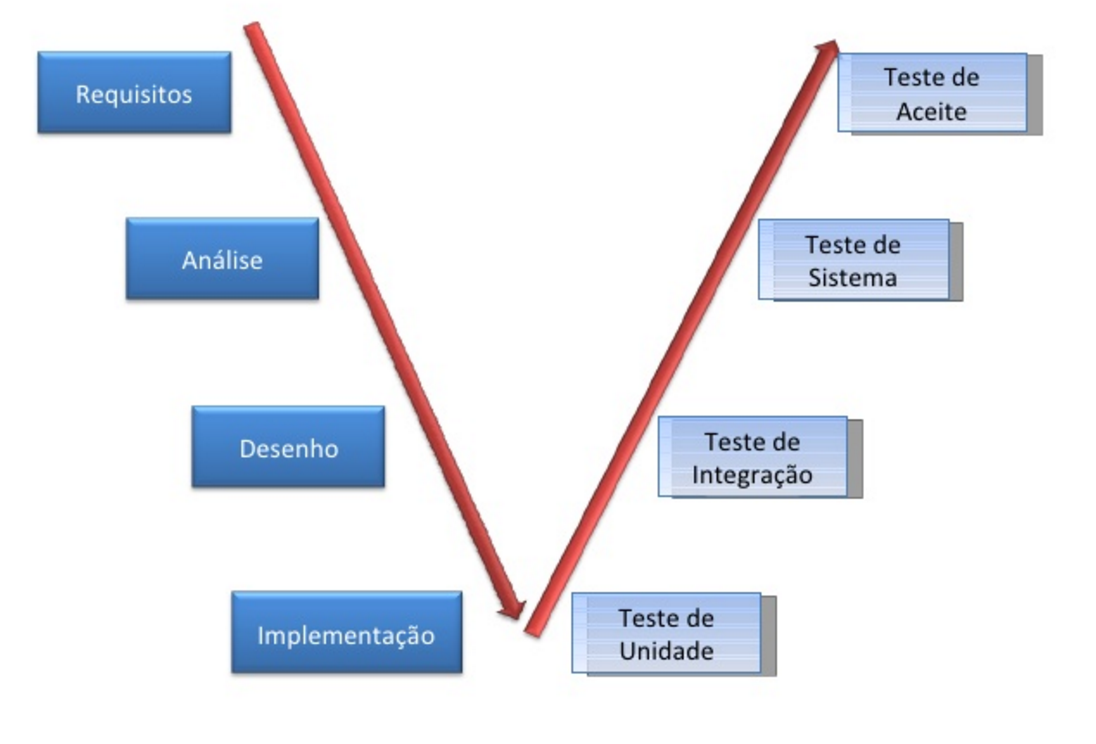 Requisitos
Teste de
Aceite
Análise
Teste de
Sistema
Desenho
Teste de
Integração
Implementação
Teste de
Unidade